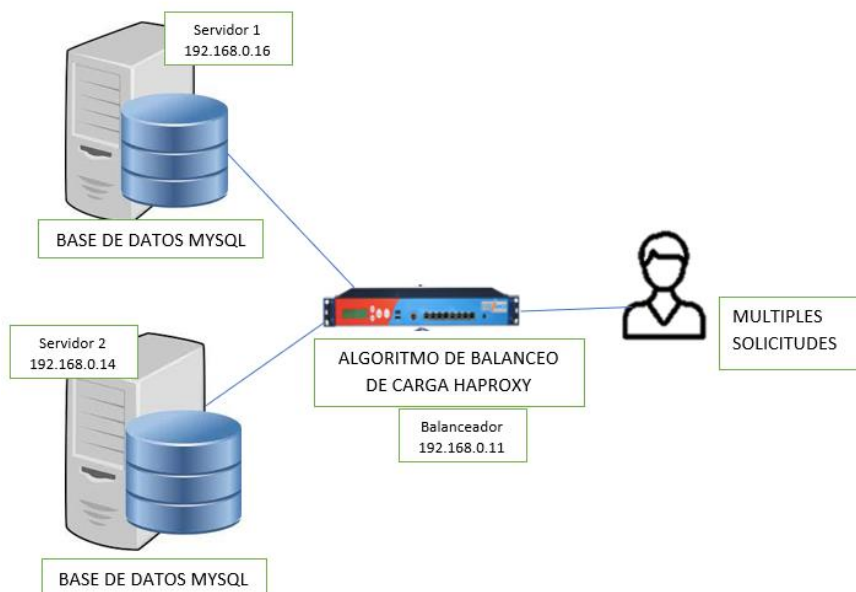 Servidor 1
192.168.0.16
BASE DE DATOS MYSQL
Servidor 2
192.168.0.14
BASE DE DATOS MYSQL
ALGORITMO DE BALANCEO
DE CARGA HAPROXY
Balanceador
192.168.0.11
MULTIPLES
SOLICITUDES